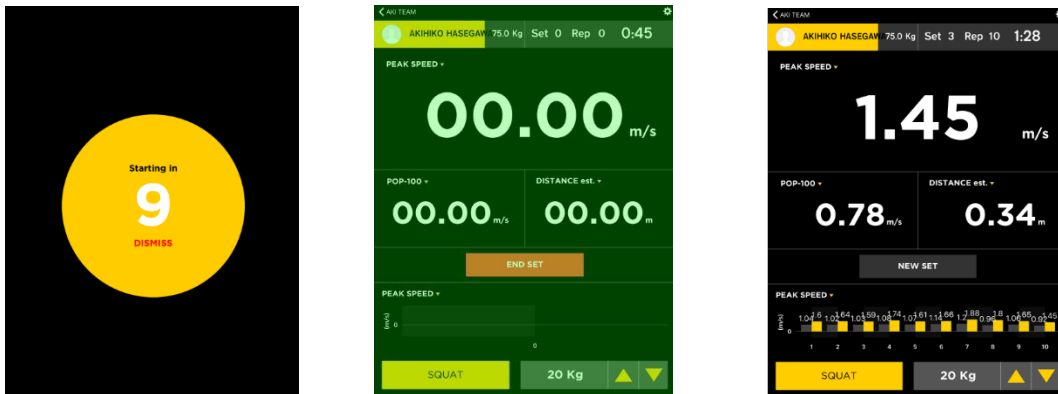 Starting in
9
DISMISS
AKI TEAM
AKIHIKO HASEGAW 75.0 Kg Set 0 Rep 0 0:45
PEAK SPEED
00.00 m/s
POP-100 DISTANCE est.
00.00 m/s 00.00 m
END SET
PEAK SPEED
(m/s) 0
0
SQUAT 20 Kg
AKI TEAM
AKIHIKO HASEGAW 75.0 Kg Set 3 Rep 10 1:28
PEAK SPEED
1.45 m/s
POP-100 DISTANCE est.
0.78 m/s 0.34 m
NEW SET
PEAK SPEED
(m/s) 0
1 2 3 4 5 6 7 8 9 10
SQUAT 20 Kg